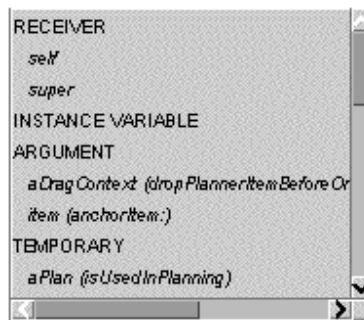 RECEIVER
self
super
INSTANCE VARIABLE
ARGUMENT
aDragContext (dropPlannerItemBeforeOr
item (anchorItem:)
TEMPORARY
aPlan (isUsedInPlanning)